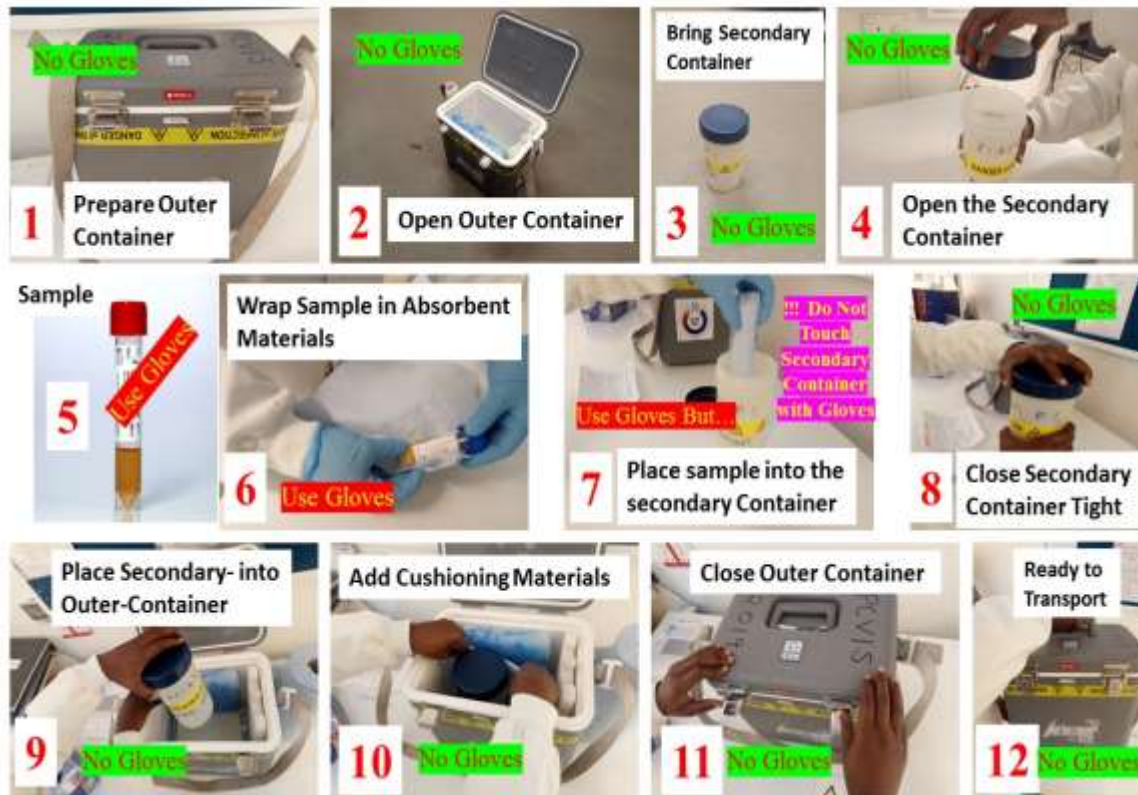 No Gloves
1
Prepare Outer
Container
No Gloves
2
Open Outer Container
Bring Secondary
Container
3
No Gloves
No Gloves
4
Open the Secondary
Container
Sample
5
Use Gloves
Wrap Sample in Absorbent
Materials
6
Use Gloves
!!! Do Not
Touch
Secondary
Container
with Gloves
Use Gloves But...
7
Place sample into the
secondary Container
No Gloves
8
Close Secondary
Container Tight
Place Secondary- into
Outer-Container
9
No Gloves
Add Cushioning Materials
10
No Gloves
Close Outer Container
11
No Gloves
Ready to
Transport
12
No Gloves